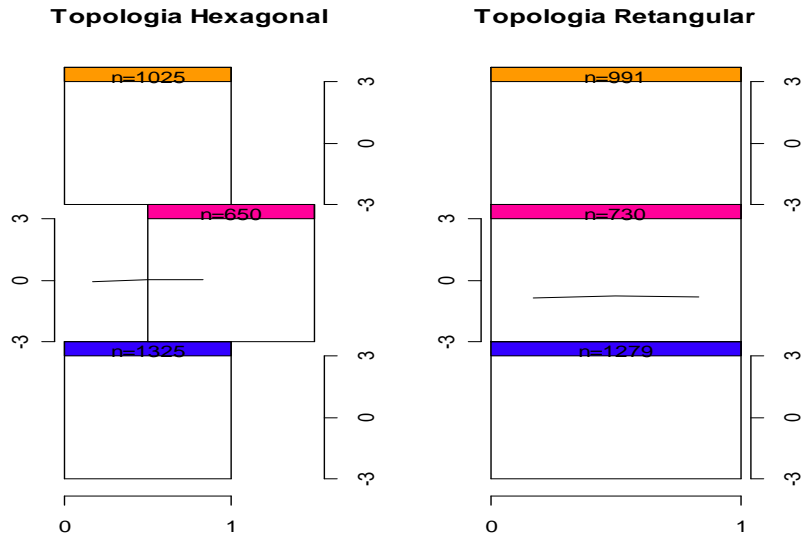 Topologia Hexagonal
n=1025
3
0
-3
n=650
3
0
-3
n=1325
3
0
-3
0 1
Topologia Retangular
n=991
3
0
-3
n=730
3
0
-3
n=1279
3
0
-3
0 1